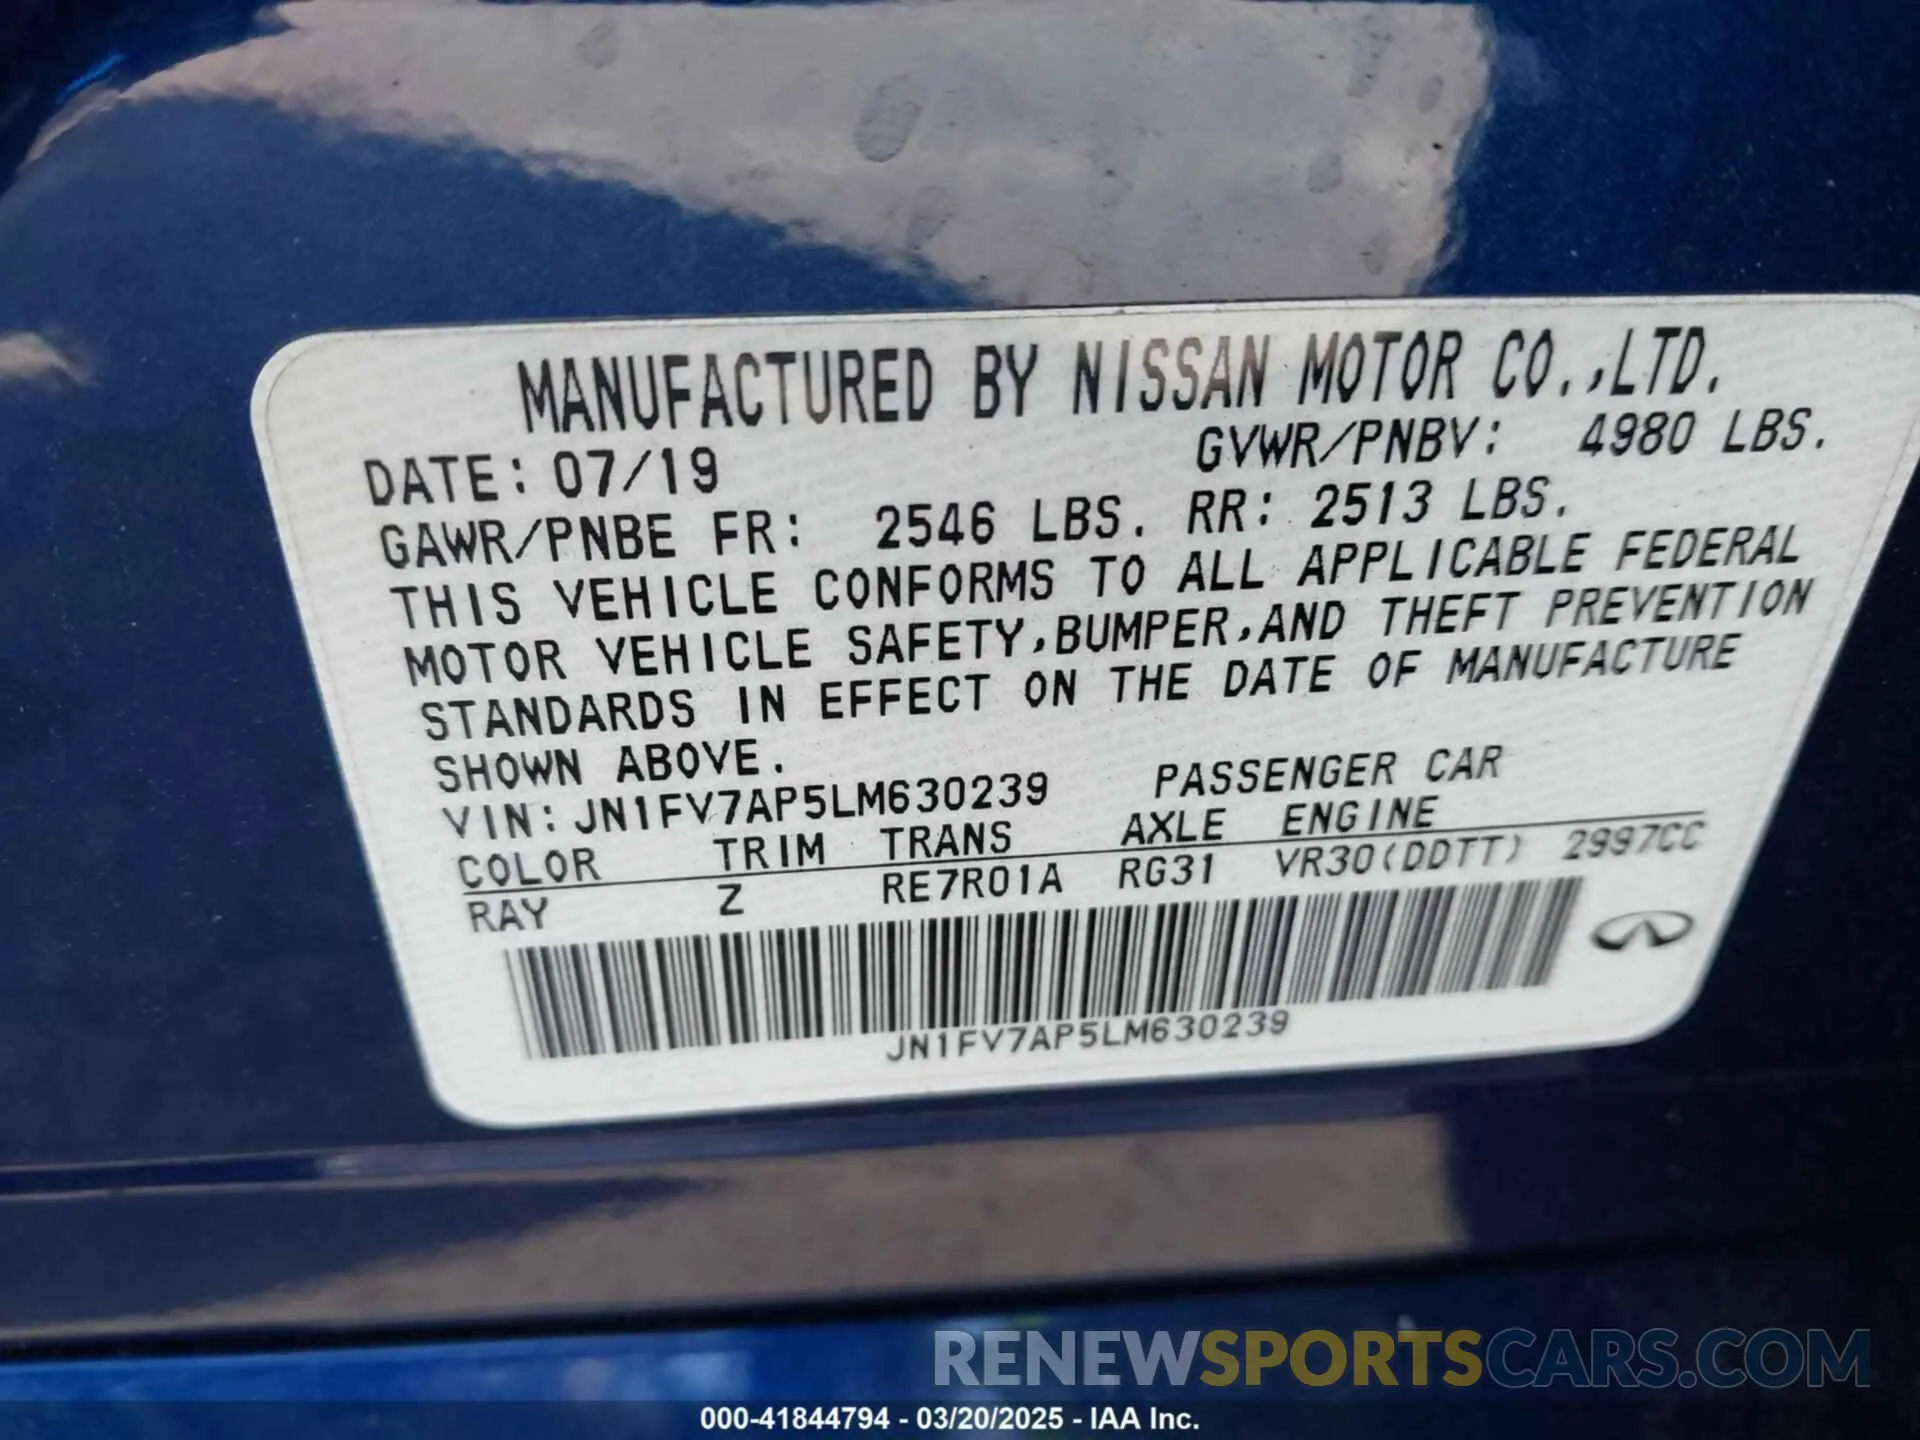 MANUFACTURED BY NISSAN MOTOR CO.,LTD.
DATE: 07/19 GVWR/PNBV: 4980 LBS.
GAWR/PNBE FR: 2546 LBS. RR: 2513 LBS.
THIS VEHICLE CONFORMS TO ALL APPLICABLE FEDERAL
MOTOR VEHICLE SAFETY,BUMPER,AND THEFT PREVENTION
STANDARDS IN EFFECT ON THE DATE OF MANUFACTURE
SHOWN ABOVE.
VIN: JN1FV7AP5LM630239 PASSENGER CAR
COLOR TRIM TRANS AXLE ENGINE
RAY Z RE7R01A RG31 VR30(DDTT) 2997CC
JN1FV7AP5LM630239
RENEWSPORTSCARS.COM
000-41844794 - 03/20/2025 - IAA Inc.